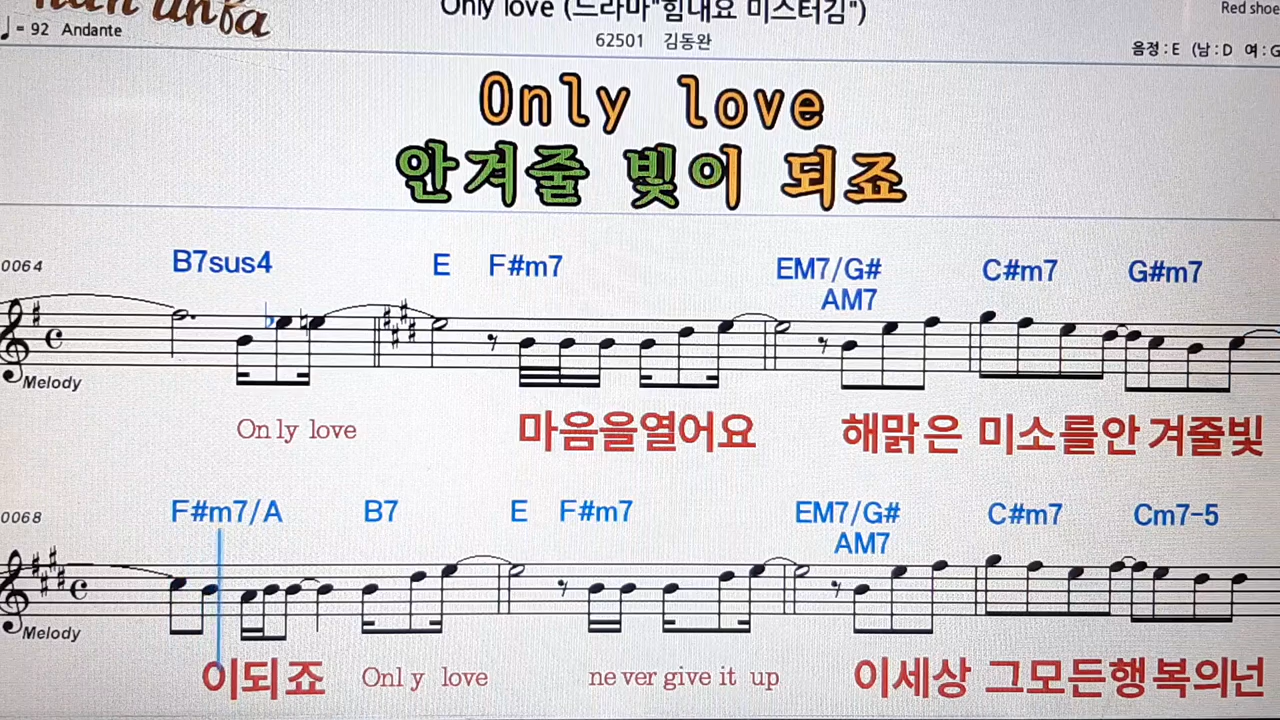 Only love (드라마"힘내요 미스터김")
Red shoe
♩= 92 Andante
62501 김동완
음정 : E (남 : D 여 : G
Only love
안겨줄 빛이 되죠
0064 B7sus4 E F#m7 EM7/G# C#m7 G#m7
AM7
Melody
On ly love 마음을열어요 해맑은 미소를안 겨줄빛
0068 F#m7/A B7 E F#m7 EM7/G# C#m7 Cm7-5
AM7
Melody
이되죠 Onl y love ne ver give it up 이세상 그모든행복의넌